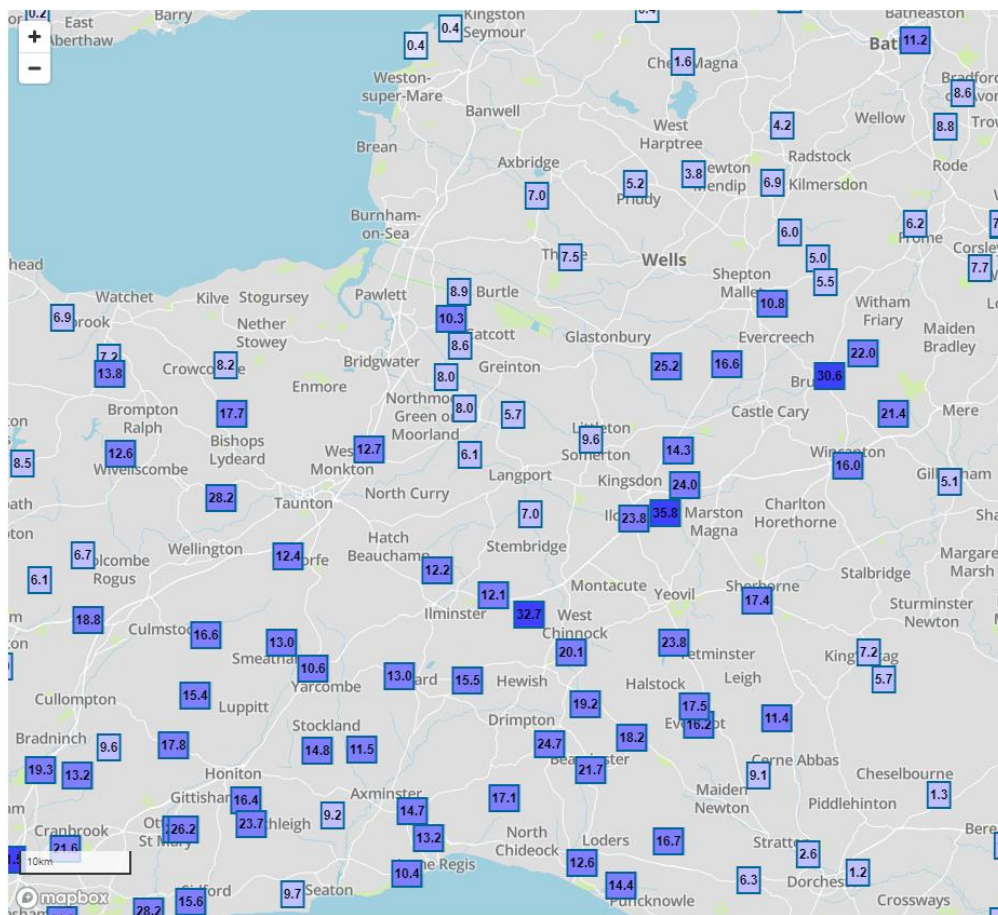 0.2
East
Aberthaw
Barry
0.4
0.4
Kingston
Seymour
Batheaston
11.2
+
−
Weston-
super-Mare
Banwell
1.6
Magna
8.6
Wellow
8.8
4.2
West
Harptree
Brean
Axbridge
Radstock
Rode
3.8
5.2
Priddy
7.0
6.9
Kilmersdon
Burnham-
on-Sea
6.0
6.2
7.5
Wells
5.0
7.7
Shepton
5.5
Watchet
Kilve
Stogursey
Pawlett
8.9
Burtle
10.8
Witham
Friary
6.9
10.3
Nether
Stowey
Glastonbury
Evercreech
Maiden
Bradley
7.2
13.8
8.2
Bridgwater
8.6
Greinton
25.2
16.6
22.0
Enmore
8.0
30.6
Brompton
Ralph
17.7
8.0
5.7
Castle Cary
21.4
Mere
Moorland
Bishops
Lydeard
12.7
9.6
Somerton
14.3
12.6
Wiveliscombe
Monkton
6.1
16.0
8.5
Langport
Kingsdon
24.0
5.1
28.2
Taunton
North Curry
7.0
23.8
35.8
Marston
Magna
Charlton
Horethorne
Hatch
Beauchamp
Stembridge
6.7
Wellington
12.4
Rogus
6.1
12.2
Montacute
Yeovil
Sherborne
Stalbridge
Marsh
18.8
12.1
Ilminster
32.7
West
Chinnock
17.4
Sturminster
Newton
16.6
13.0
20.1
23.8
7.2
10.6
Yarcombe
13.0
15.5
Hewish
Leigh
5.7
Cullompton
15.4
Luppitt
19.2
Halstock
17.5
16.2
11.4
Stockland
Drimpton
Bradninch
9.6
17.8
14.8
11.5
24.7
18.2
Cerne Abbas
19.3
13.2
Honiton
21.7
9.1
Cheselbourne
16.4
Axminster
17.1
Maiden
Newton
1.3
Piddlehinton
23.7
9.2
14.7
Cranbrook
26.2
St Mary
13.2
North
Chideock
Loders
16.7
21.6
10km
10.4
12.6
2.6
14.4
6.3
1.2
mapbox
9.7
Seaton
15.6
28.2
Crossways